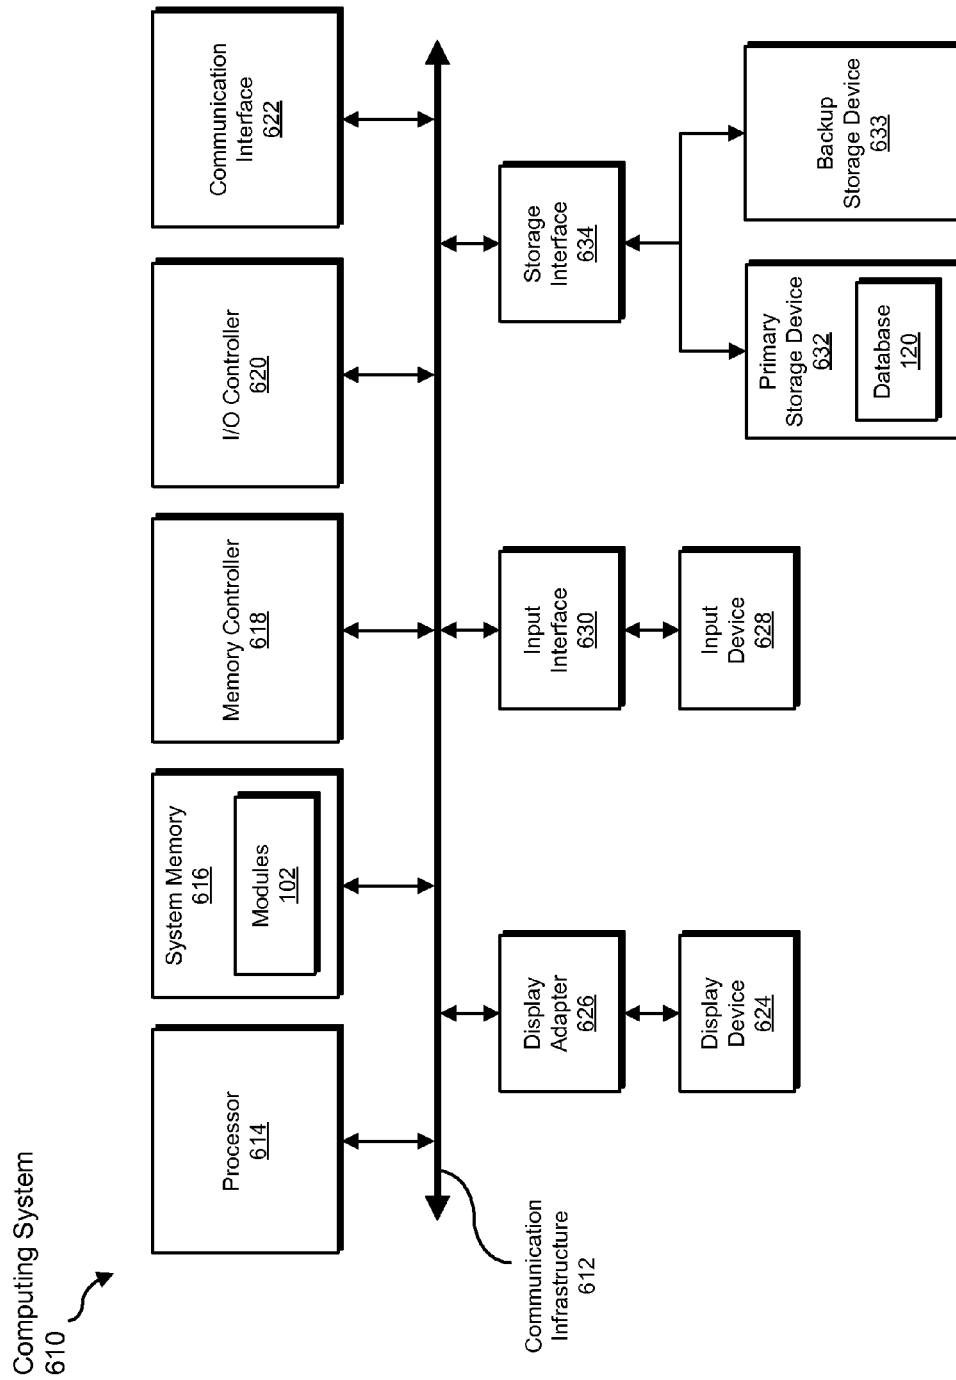 Computing System
610
Processor
614
System Memory
616
Modules
102
Memory Controller
618
I/O Controller
620
Communication
Interface
622
Communication
Infrastructure
612
Display
Adapter
626
Input
Interface
630
Storage
Interface
634
Display
Device
624
Input
Device
628
Primary
Storage Device
632
Database
120
Backup
Storage Device
633